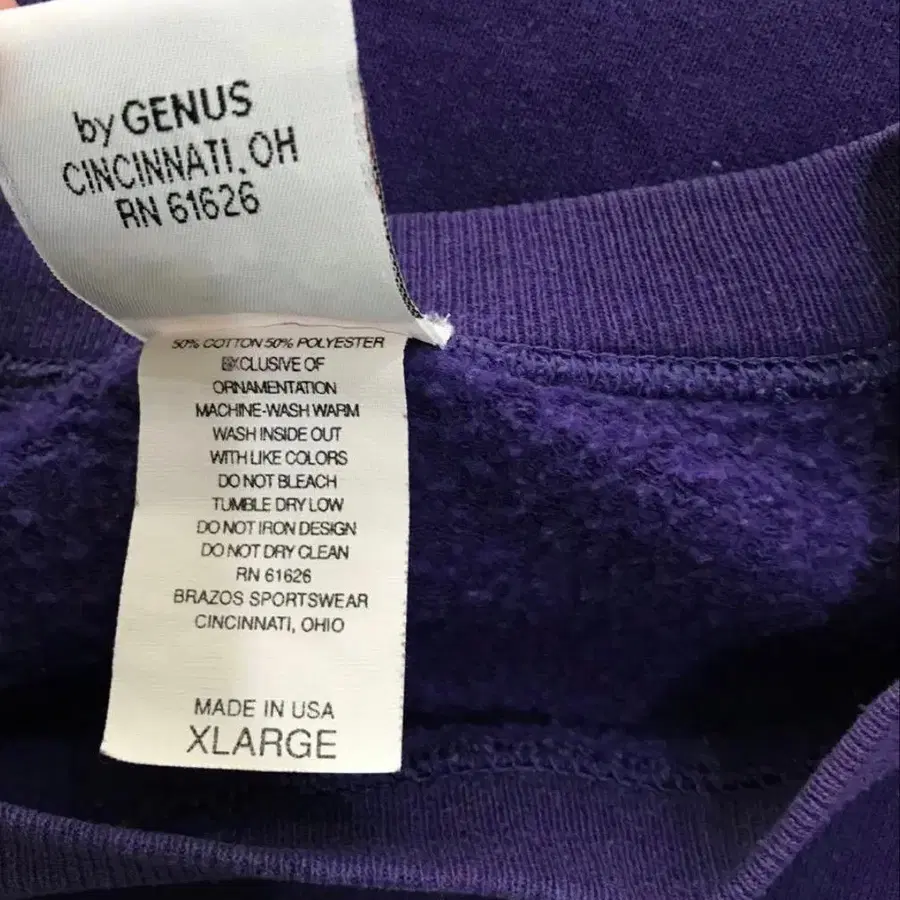 by GENUS
CINCINNATI, OH
RN 61626
50% COTTON 50% POLYESTER
EXCLUSIVE OF
ORNAMENTATION
MACHINE-WASH WARM
WASH INSIDE OUT
WITH LIKE COLORS
DO NOT BLEACH
TUMBLE DRY LOW
DO NOT IRON DESIGN
DO NOT DRY CLEAN
RN 61626
BRAZOS SPORTSWEAR
CINCINNATI, OHIO
MADE IN USA
XLARGE